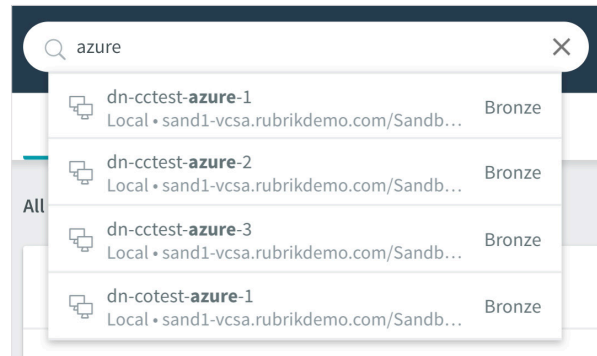 azure
dn-cctest-azure-1
Local • sand1-vcsa.rubrikdemo.com/Sandb...
Bronze
dn-cctest-azure-2
Local • sand1-vcsa.rubrikdemo.com/Sandb...
Bronze
All
dn-cctest-azure-3
Local • sand1-vcsa.rubrikdemo.com/Sandb...
Bronze
dn-cotest-azure-1
Local • sand1-vcsa.rubrikdemo.com/Sandb...
Bronze